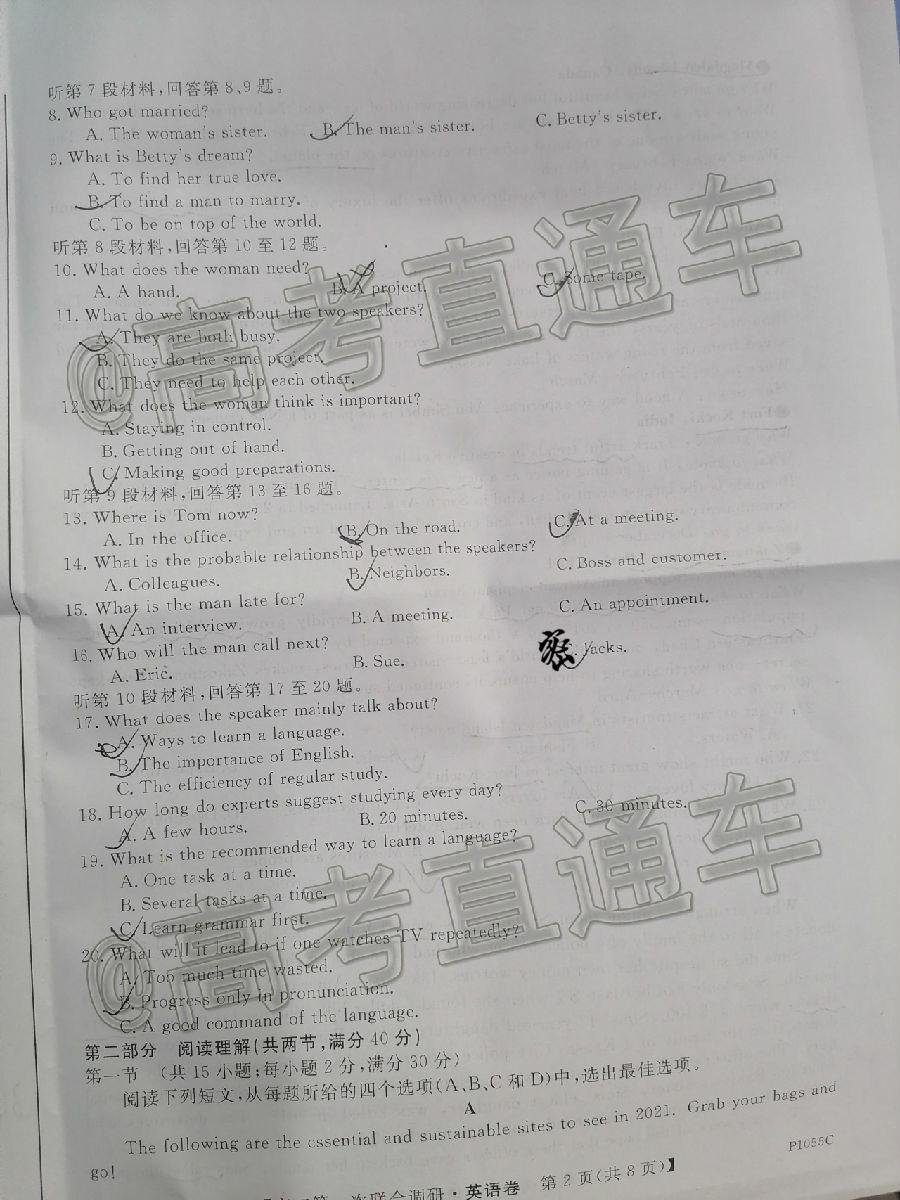 听第7段材料,回答第8、9题。
8. Who got married?
A. The woman's sister. B. The man's sister. C. Betty's sister.
9. What is Betty's dream?
A. To find her true love.
B. To find a man to marry.
C. To be on top of the world.
听第8段材料,回答第10至12题。
10. What does the woman need?
A. A hand. B. A project. C. Some tape.
11. What do we know about the two speakers?
A. They are both busy.
B. They do the same project.
C. They need to help each other.
12. What does the woman think is important?
A. Staying in control.
B. Getting out of hand.
C. Making good preparations.
听第9段材料,回答第13至16题。
13. Where is Tom now?
A. In the office. B. On the road. C. At a meeting.
14. What is the probable relationship between the speakers?
A. Colleagues. B. Neighbors. C. Boss and customer.
15. What is the man late for?
A. An interview. B. A meeting. C. An appointment.
16. Who will the man call next?
A. Eric. B. Sue. Jacks.
听第10段材料,回答第17至20题。
17. What does the speaker mainly talk about?
A. Ways to learn a language.
B. The importance of English.
C. The efficiency of regular study.
18. How long do experts suggest studying every day?
A. A few hours. B. 20 minutes. C. 30 minutes.
19. What is the recommended way to learn a language?
A. One task at a time.
B. Several tasks at a time.
C. Learn grammar first.
20. What will it lead to if one watches TV repeatedly?
A. Too much time wasted.
B. Progress only in pronunciation.
C. A good command of the language.
第二部分 阅读理解(共两节,满分40分)
第一节 (共15小题;每小题2分,满分30分)
阅读下列短文,从每题所给的四个选项(A、B、C和D)中,选出最佳选项。
A
The following are the essential and sustainable sites to see in 2021. Grab your bags and
go!
P1055C
次联合调研·英语卷 第2页(共8页)】
@高考直通车
@高考直通车